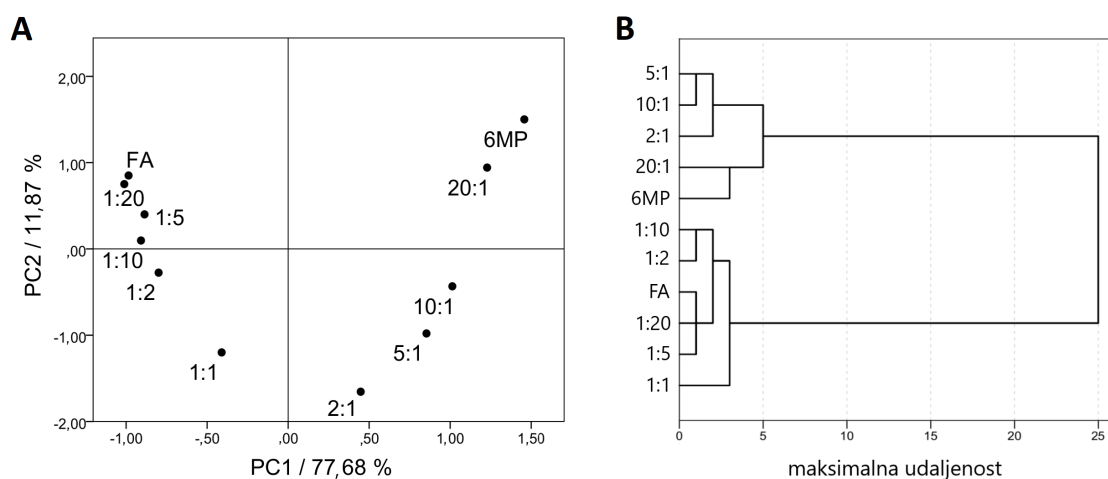 A
2,00
1,00
,00
-1,00
-2,00
PC2 / 11,87 %
6MP
20:1
FA
1:20
1:5
1:10
1:2
10:1
5:1
1:1
2:1
-1,00 -,50 ,00 ,50 1,00 1,50
PC1 / 77,68 %
B
5:1
10:1
2:1
20:1
6MP
1:10
1:2
FA
1:20
1:5
1:1
0 5 10 15 20 25
maksimalna udaljenost